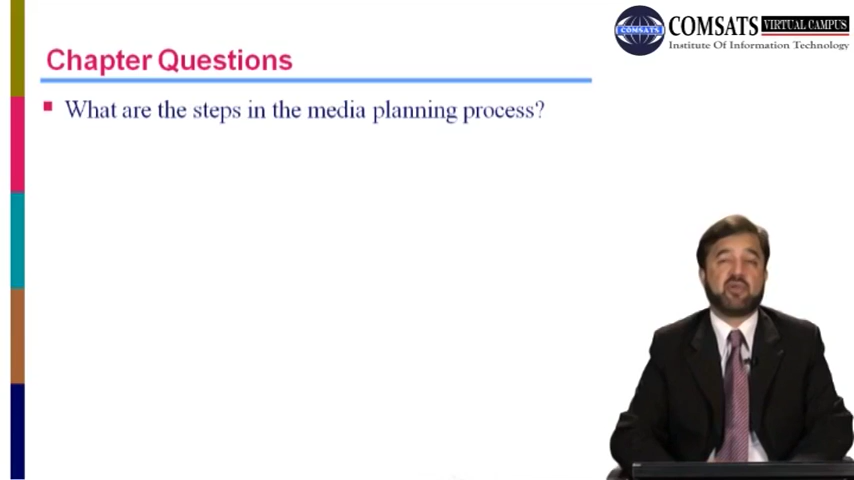 COMSATS VIRTUAL CAMPUS
COMSATS
Institute Of Information Technology
Chapter Questions
What are the steps in the media planning process?